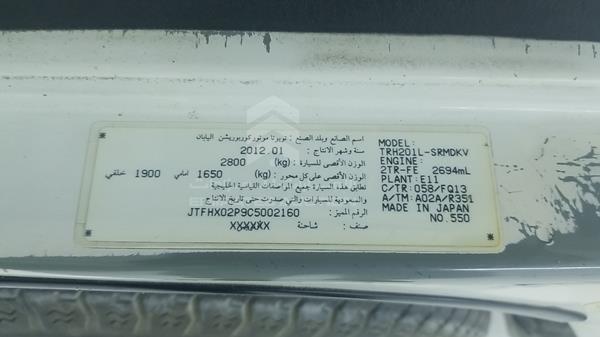 اسم الصانع وبلد الصنع : تويوتا موتور كوربوريشن اليابان
سنة وشهر الانتاج : 2012.01
الوزن الأقصى للسيارة : (kg) 2800
الوزن الأقصى على كل محور : (kg) 1650 امامي 1900 خلفي
تطابق هذه السيارة جميع المواصفات القياسية الخليجية
والسعودية للسيارات والتي صدرت حتى تاريخ الانتاج
الرقم المميز : JTFHX02P9C5002160
صنف : شاحنة XXXXXX
MODEL:
TRH201L-SRMDKV
ENGINE:
2TR-FE 2694mL
PLANT: E11
C/TR: 058/FQ13
A/TM: A02A/R351
MADE IN JAPAN
NO.550